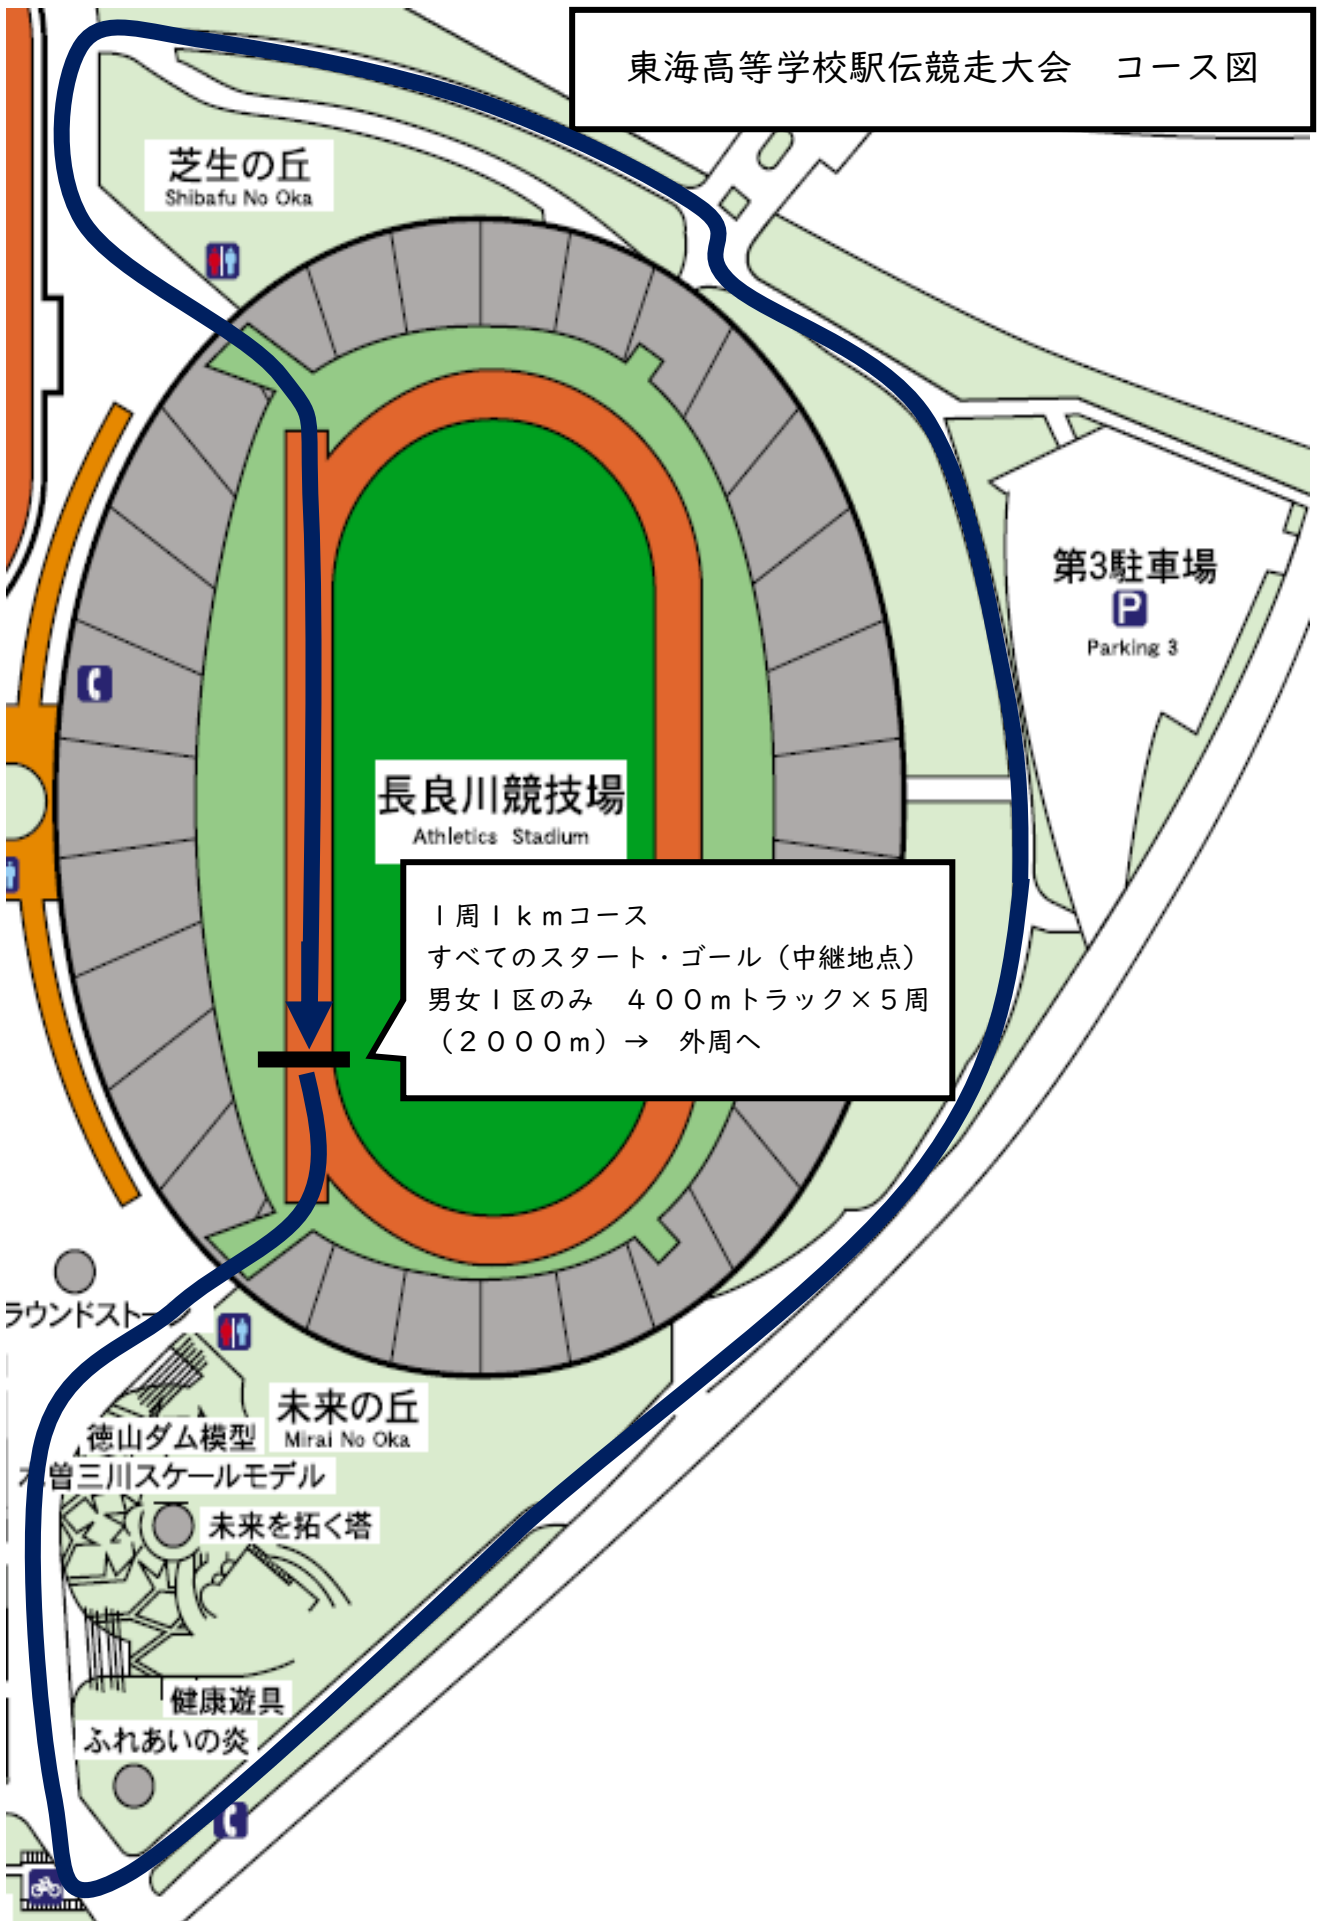 東海高等学校駅伝競走大会　コース図
芝生の丘
Shibafu No Oka
第3駐車場
P
Parking 3
長良川競技場
Athletics Stadium
１周１ｋｍコース
すべてのスタート・ゴール（中継地点）
男女１区のみ　４００ｍトラック×５周
（２０００ｍ）→　外周へ
ラウンドストーン
未来の丘
Mirai No Oka
徳山ダム模型
木曽三川スケールモデル
未来を拓く塔
健康遊具
ふれあいの炎